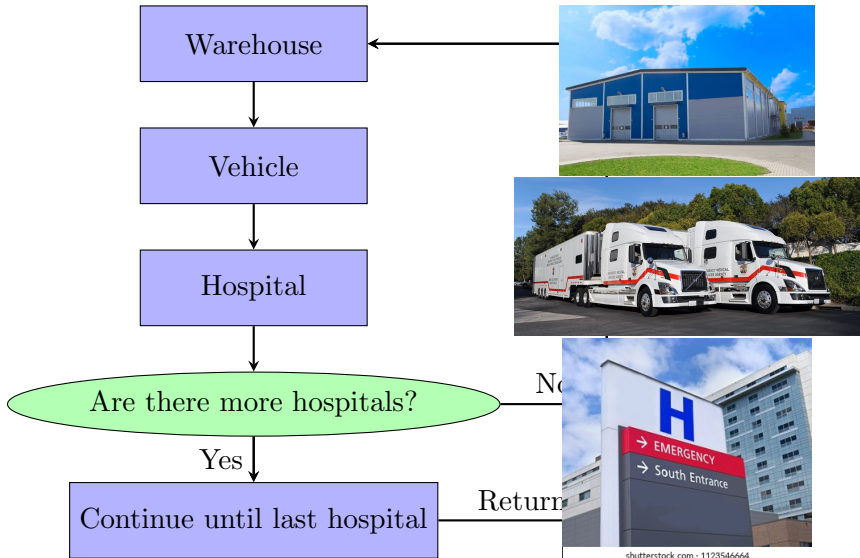 Warehouse
Vehicle
Hospital
Are there more hospitals?
No
Yes
Continue until last hospital
Return
H
→ EMERGENCY
→ South Entrance
shutterstock.com · 1123546664